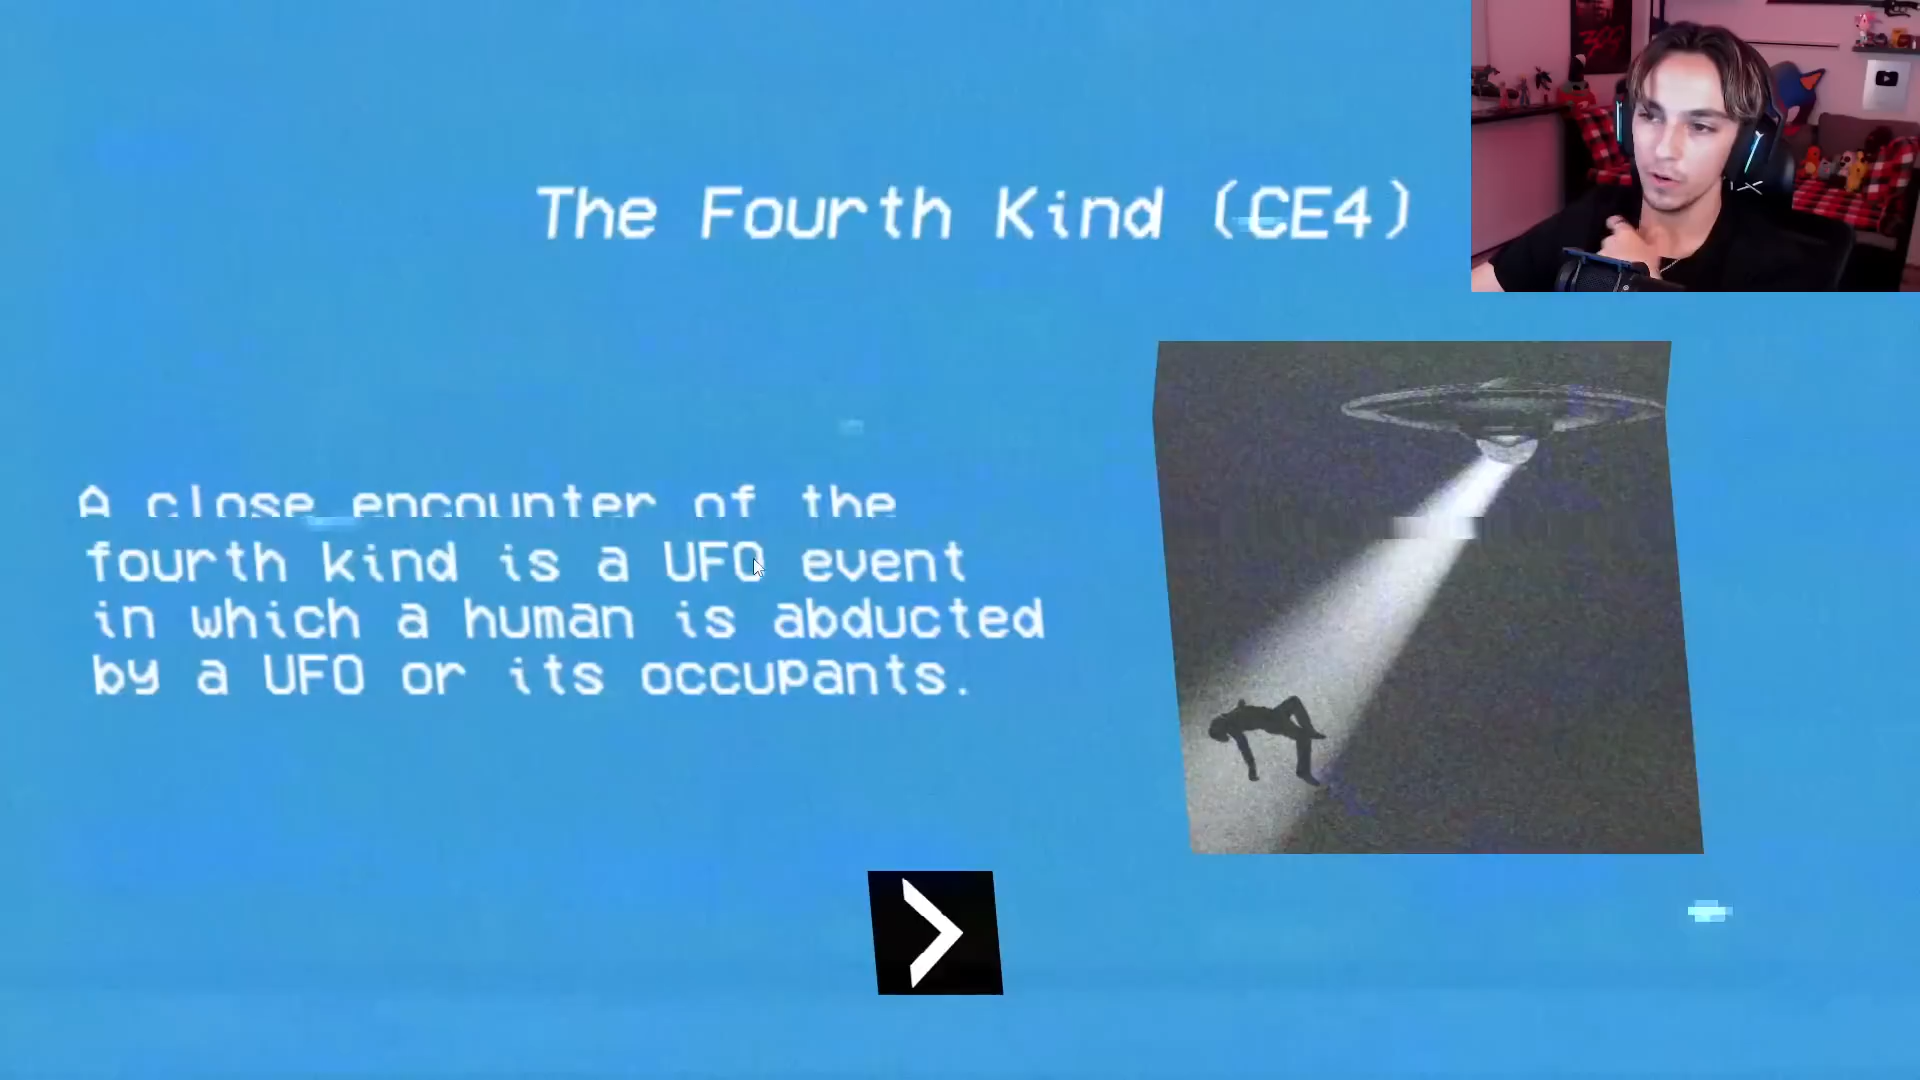 The Fourth Kind (CE4)
A close encounter of the
fourth kind is a UFO event
in which a human is abducted
by a UFO or its occupants.